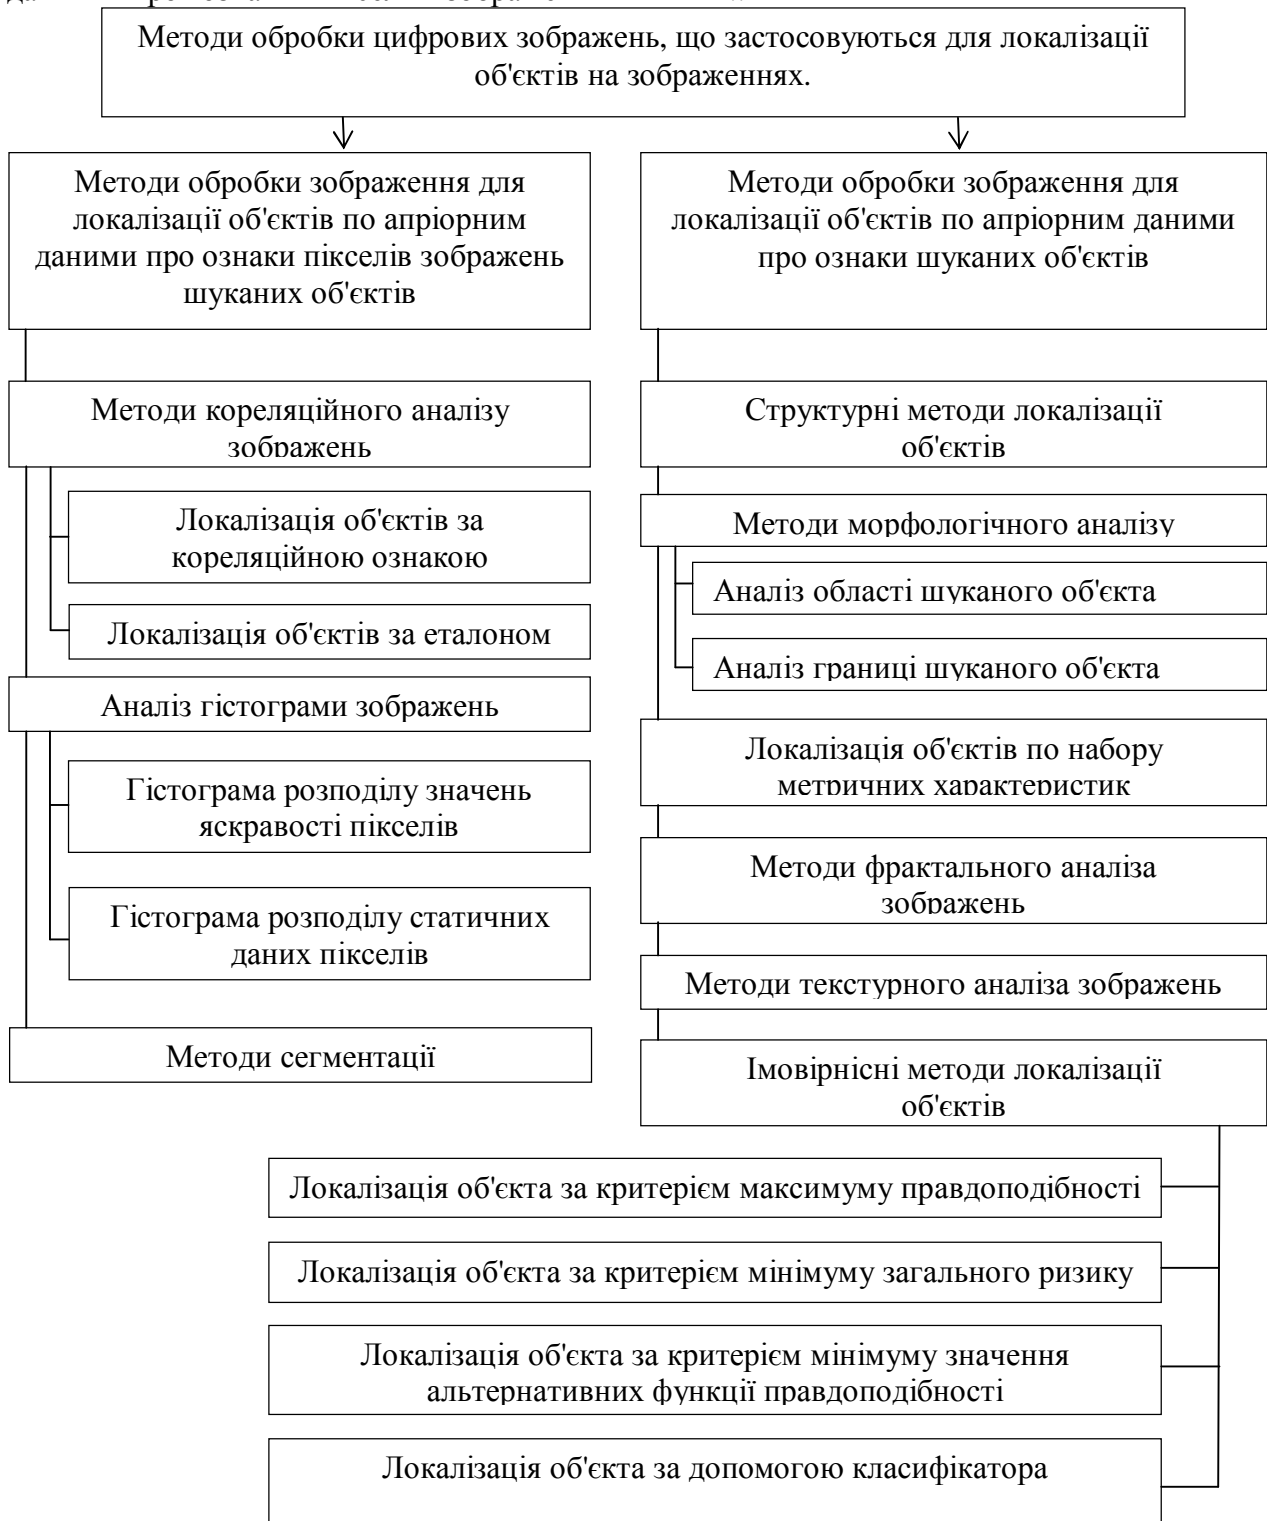 Методи обробки цифрових зображень, що застосовуються для локалізації
об'єктів на зображеннях.
Методи обробки зображення для
локалізації об'єктів по апріорним
даними про ознаки пікселів зображень
шуканих об'єктів
Методи кореляційного аналізу
зображень
Локалізація об'єктів за
кореляційною ознакою
Локалізація об'єктів за еталоном
Аналіз гістограми зображень
Гістограма розподілу значень
яскравості пікселів
Гістограма розподілу статичних
даних пікселів
Методи сегментації
Методи обробки зображення для
локалізації об'єктів по апріорним даними
про ознаки шуканих об'єктів
Структурні методи локалізації
об'єктів
Методи морфологічного аналізу
Аналіз області шуканого об'єкта
Аналіз границі шуканого об'єкта
Локалізація об'єктів по набору
метричних характеристик
Методи фрактального аналіза
зображень
Методи текстурного аналіза зображень
Імовірнісні методи локалізації
об'єктів
Локалізація об'єкта за критерієм максимуму правдоподібності
Локалізація об'єкта за критерієм мінімуму загального ризику
Локалізація об'єкта за критерієм мінімуму значення
альтернативних функції правдоподібності
Локалізація об'єкта за допомогою класифікатора